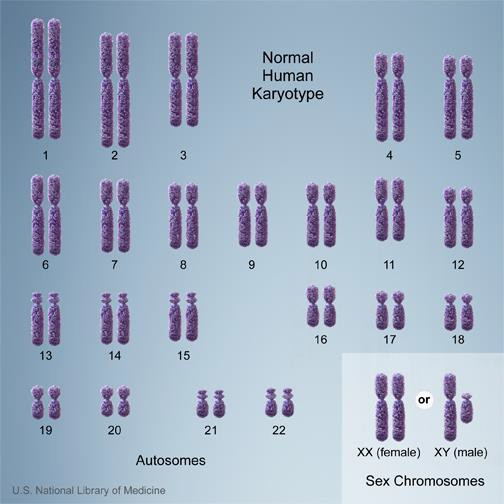 Normal
Human
Karyotype
1
2
3
4
5
6
7
8
9
10
11
12
13
14
15
16
17
18
19
20
21
22
or
XX (female)
XY (male)
Autosomes
Sex Chromosomes
U.S. National Library of Medicine